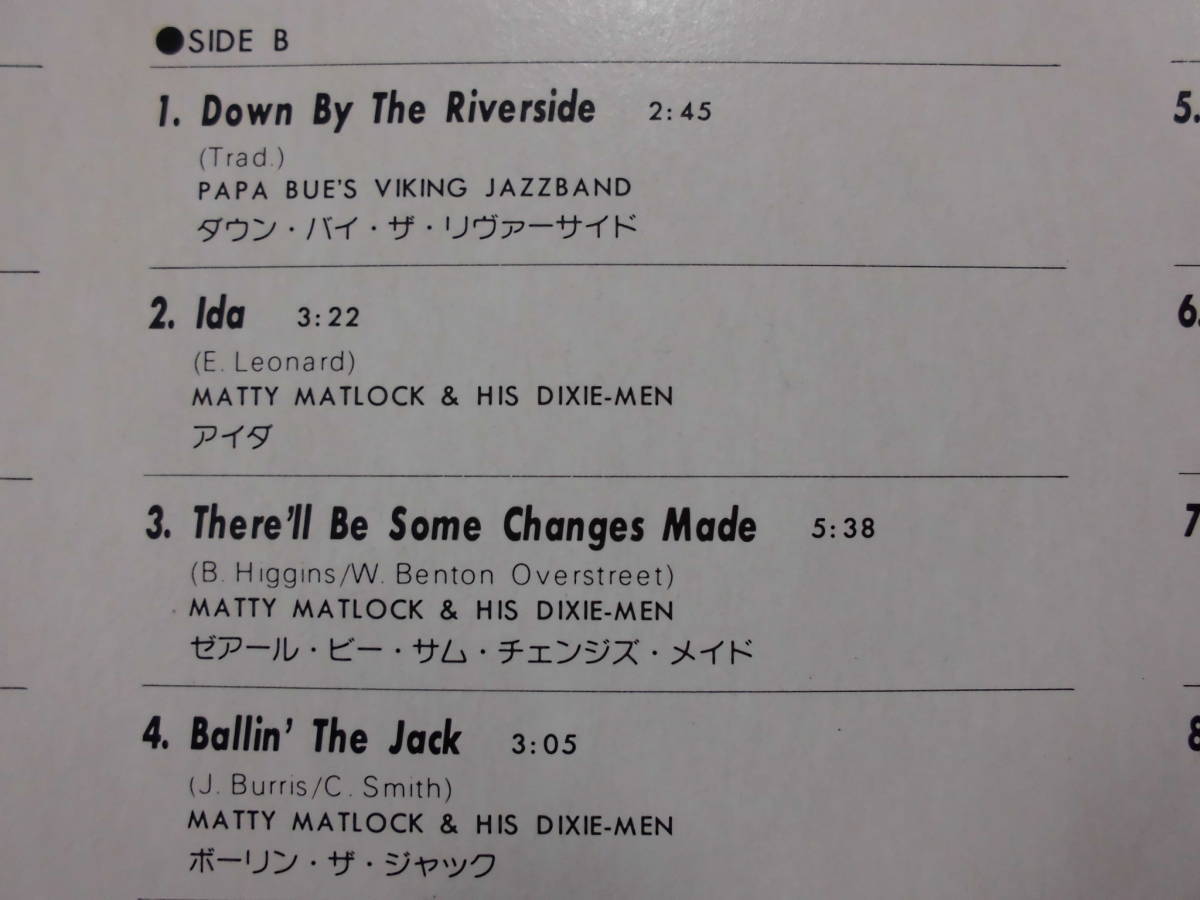 ●SIDE B
1. Down By The Riverside 2:45
(Trad.)
PAPA BUE'S VIKING JAZZBAND
ダウン・バイ・ザ・リヴァーサイド
2. Ida 3:22
(E. Leonard)
MATTY MATLOCK & HIS DIXIE-MEN
アイダ
3. There'll Be Some Changes Made 5:38
(B. Higgins/W. Benton Overstreet)
MATTY MATLOCK & HIS DIXIE-MEN
ゼアール・ビー・サム・チェンジズ・メイド
4. Ballin' The Jack 3:05
(J. Burris/C. Smith)
MATTY MATLOCK & HIS DIXIE-MEN
ボーリン・ザ・ジャック
5.
6.
7
8